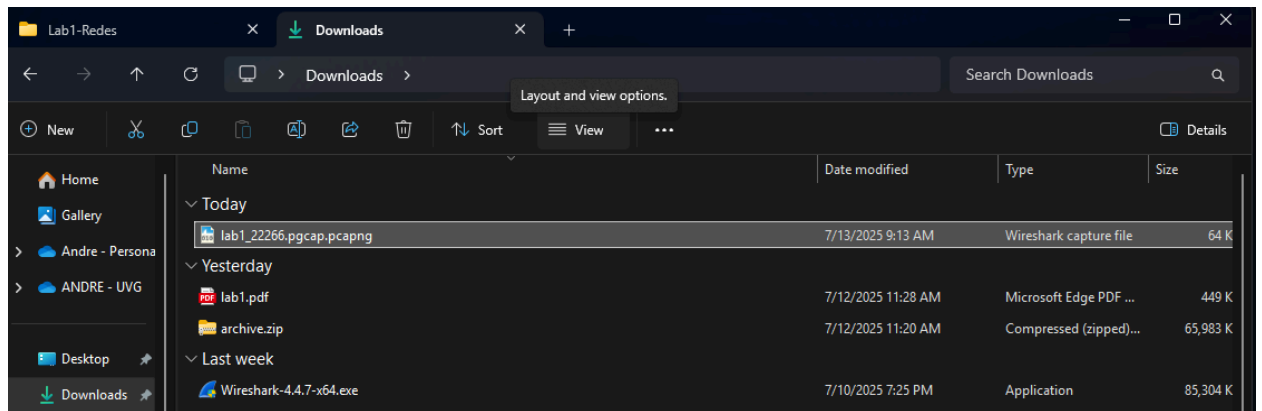 Lab1-Redes Downloads
Downloads Search Downloads
Layout and view options.
New Sort View Details
Name Date modified Type Size
Home
Gallery
Andre - Persona
ANDRE - UVG
Desktop
Downloads
Today
lab1_22266.pgcap.pcapng 7/13/2025 9:13 AM Wireshark capture file 64 K
Yesterday
lab1.pdf 7/12/2025 11:28 AM Microsoft Edge PDF ... 449 K
archive.zip 7/12/2025 11:20 AM Compressed (zipped)... 65,983 K
Last week
Wireshark-4.4.7-x64.exe 7/10/2025 7:25 PM Application 85,304 K